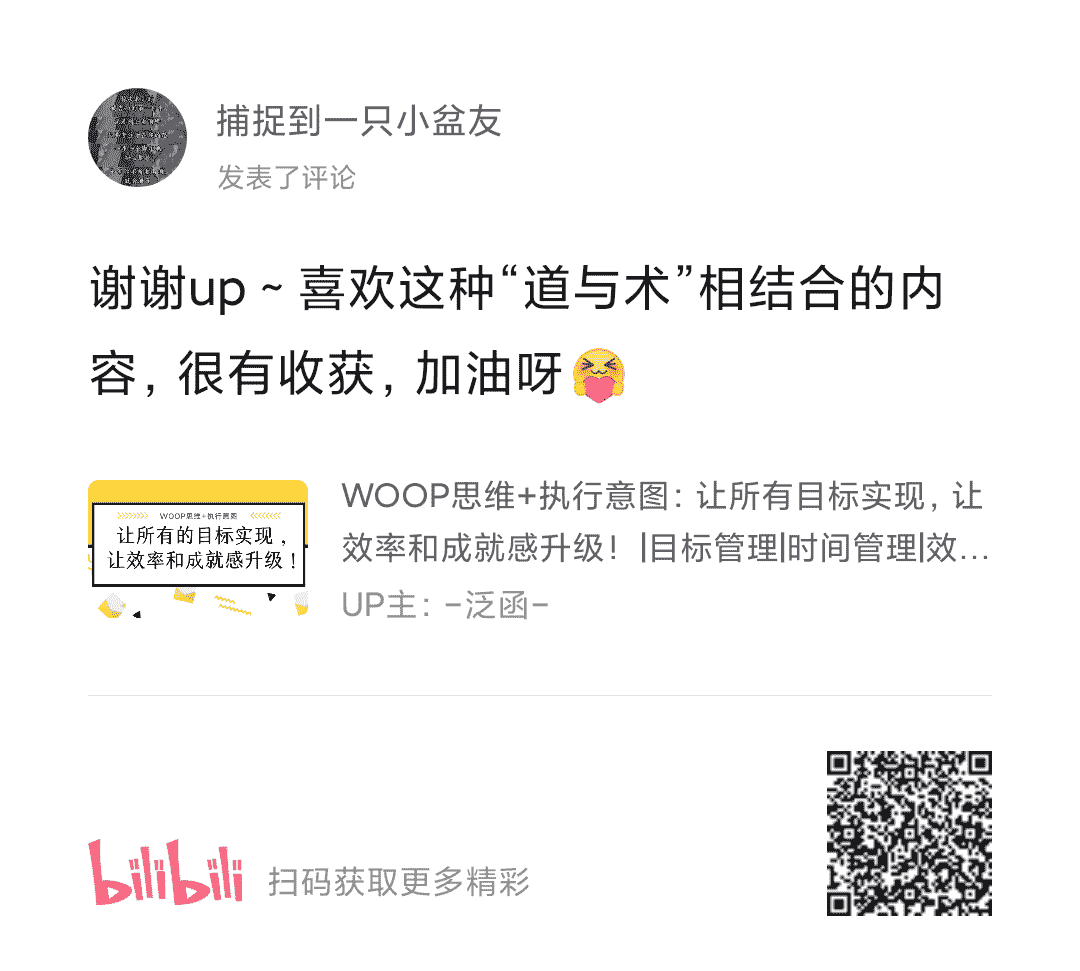 捕捉到一只小盆友
发表了评论
谢谢up～喜欢这种“道与术”相结合的内
容，很有收获，加油呀
WOOP思维+执行意图
让所有的目标实现，
让效率和成就感升级！
WOOP思维+执行意图：让所有目标实现，让
效率和成就感升级！|目标管理|时间管理|效...
UP主：-泛函-
bilibili
扫码获取更多精彩